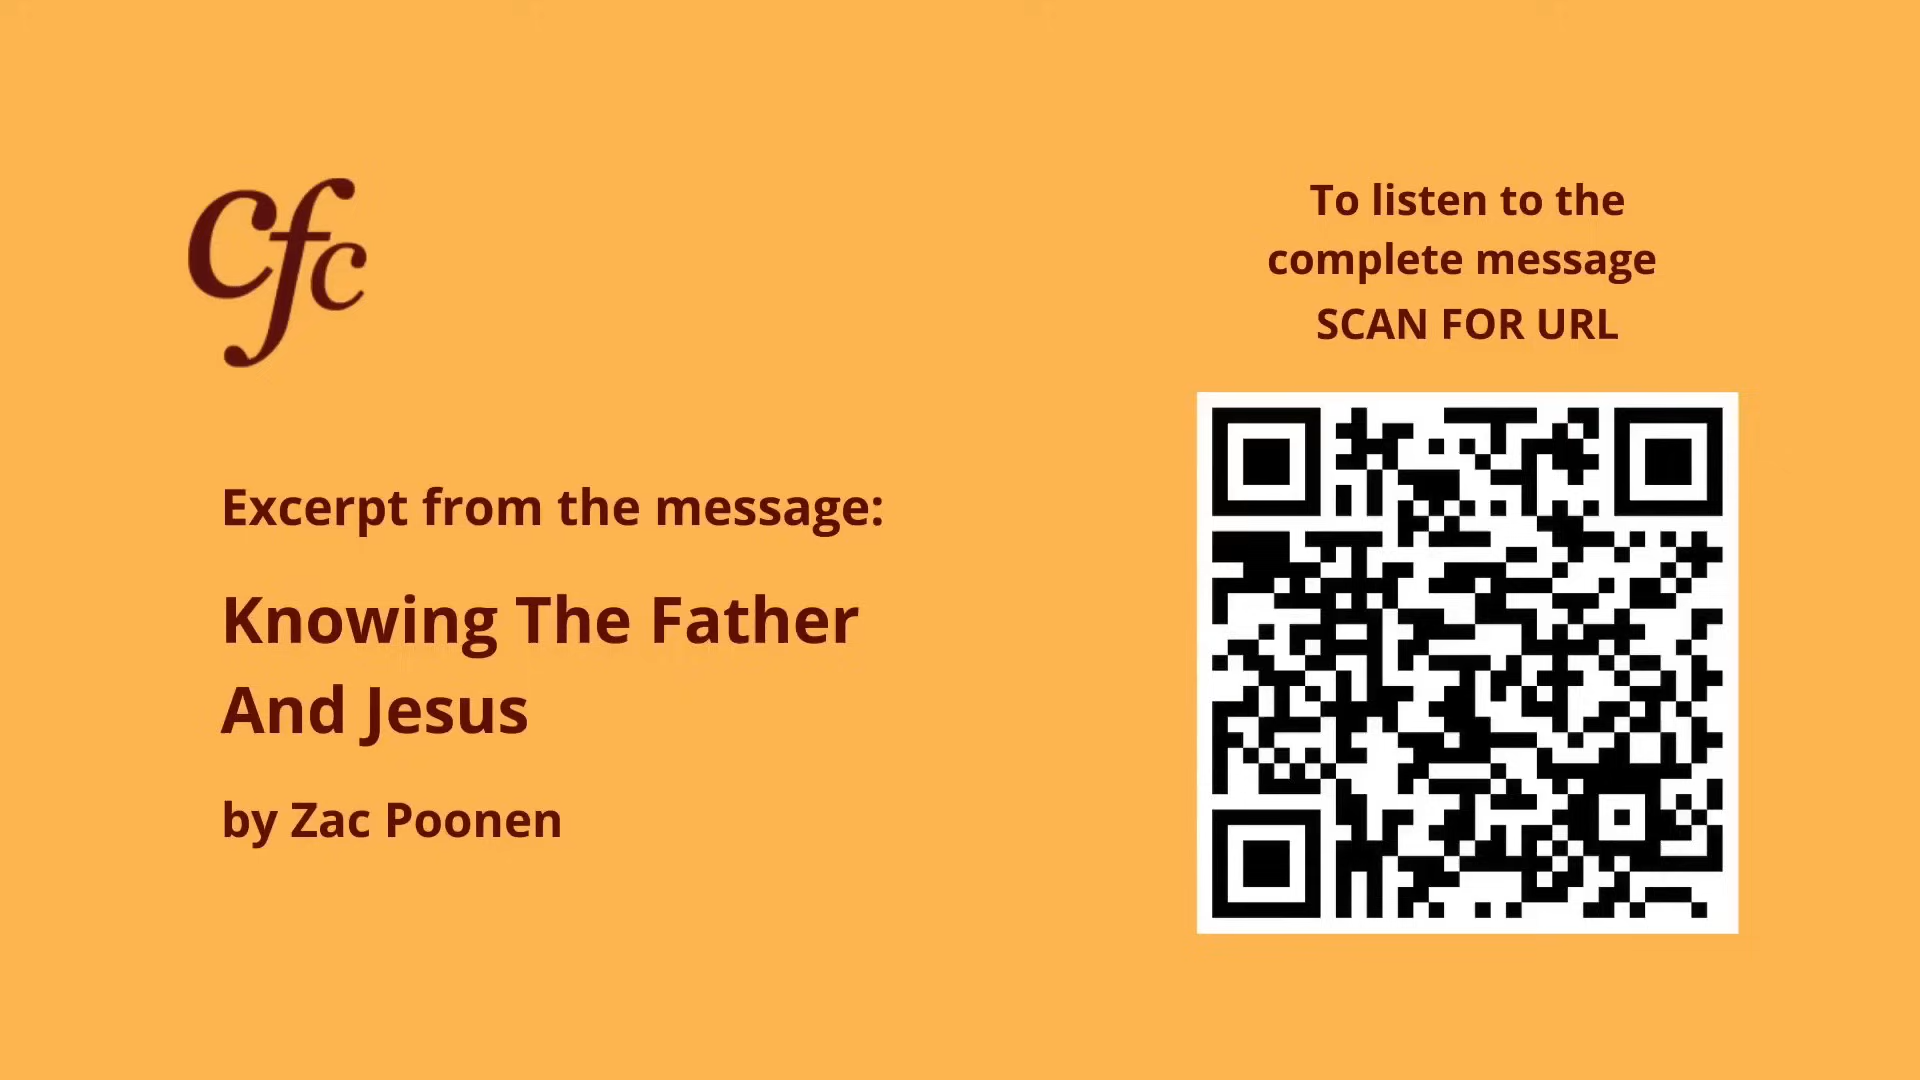 cfc
Excerpt from the message:
Knowing The Father
And Jesus
by Zac Poonen
To listen to the
complete message
SCAN FOR URL